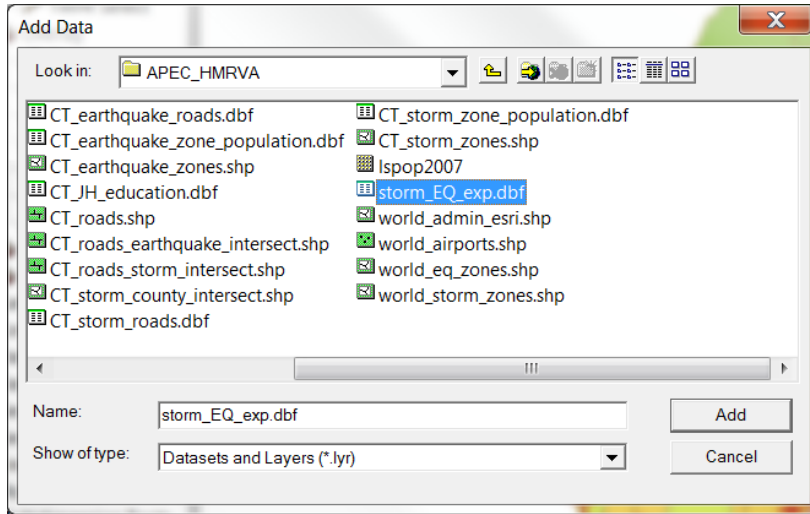 Add Data
Look in: APEC_HMRVA
CT_earthquake_roads.dbf
CT_earthquake_zone_population.dbf
CT_earthquake_zones.shp
CT_JH_education.dbf
CT_roads.shp
CT_roads_earthquake_intersect.shp
CT_roads_storm_intersect.shp
CT_storm_county_intersect.shp
CT_storm_roads.dbf
CT_storm_zone_population.dbf
CT_storm_zones.shp
lspop2007
storm_EQ_exp.dbf
world_admin_esri.shp
world_airports.shp
world_eq_zones.shp
world_storm_zones.shp
Name: storm_EQ_exp.dbf Add
Show of type: Datasets and Layers (*.lyr) Cancel